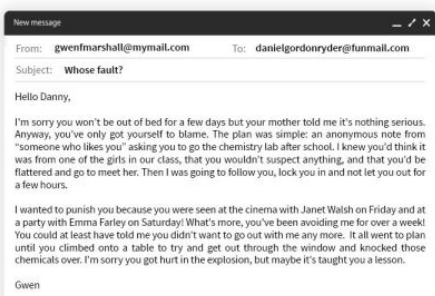 New message
From: gwenfmarshall@mymail.com To: danielgordonryder@funmail.com
Subject: Whose fault?
Hello Danny,
I'm sorry you won't be out of bed for a few days but your mother told me it's nothing serious.
Anyway, you've only got yourself to blame. The plan was simple: an anonymous note from
"someone who likes you" asking you to go the chemistry lab after school. I knew you'd think it
was from one of the girls in our class, that you wouldn't suspect anything, and that you'd be
flattered and go to meet her. Then I was going to follow you, lock you in and not let you out for
a few hours.
I wanted to punish you because you were seen at the cinema with Janet Walsh on Friday and at
a party with Emma Farley on Saturday! What's more, you've been avoiding me for over a week!
You could at least have told me you didn't want to go out with me any more. It all went to plan
until you climbed onto a table to try and get out through the window and knocked those
chemicals over. I'm sorry you got hurt in the explosion, but maybe it's taught you a lesson.
Gwen